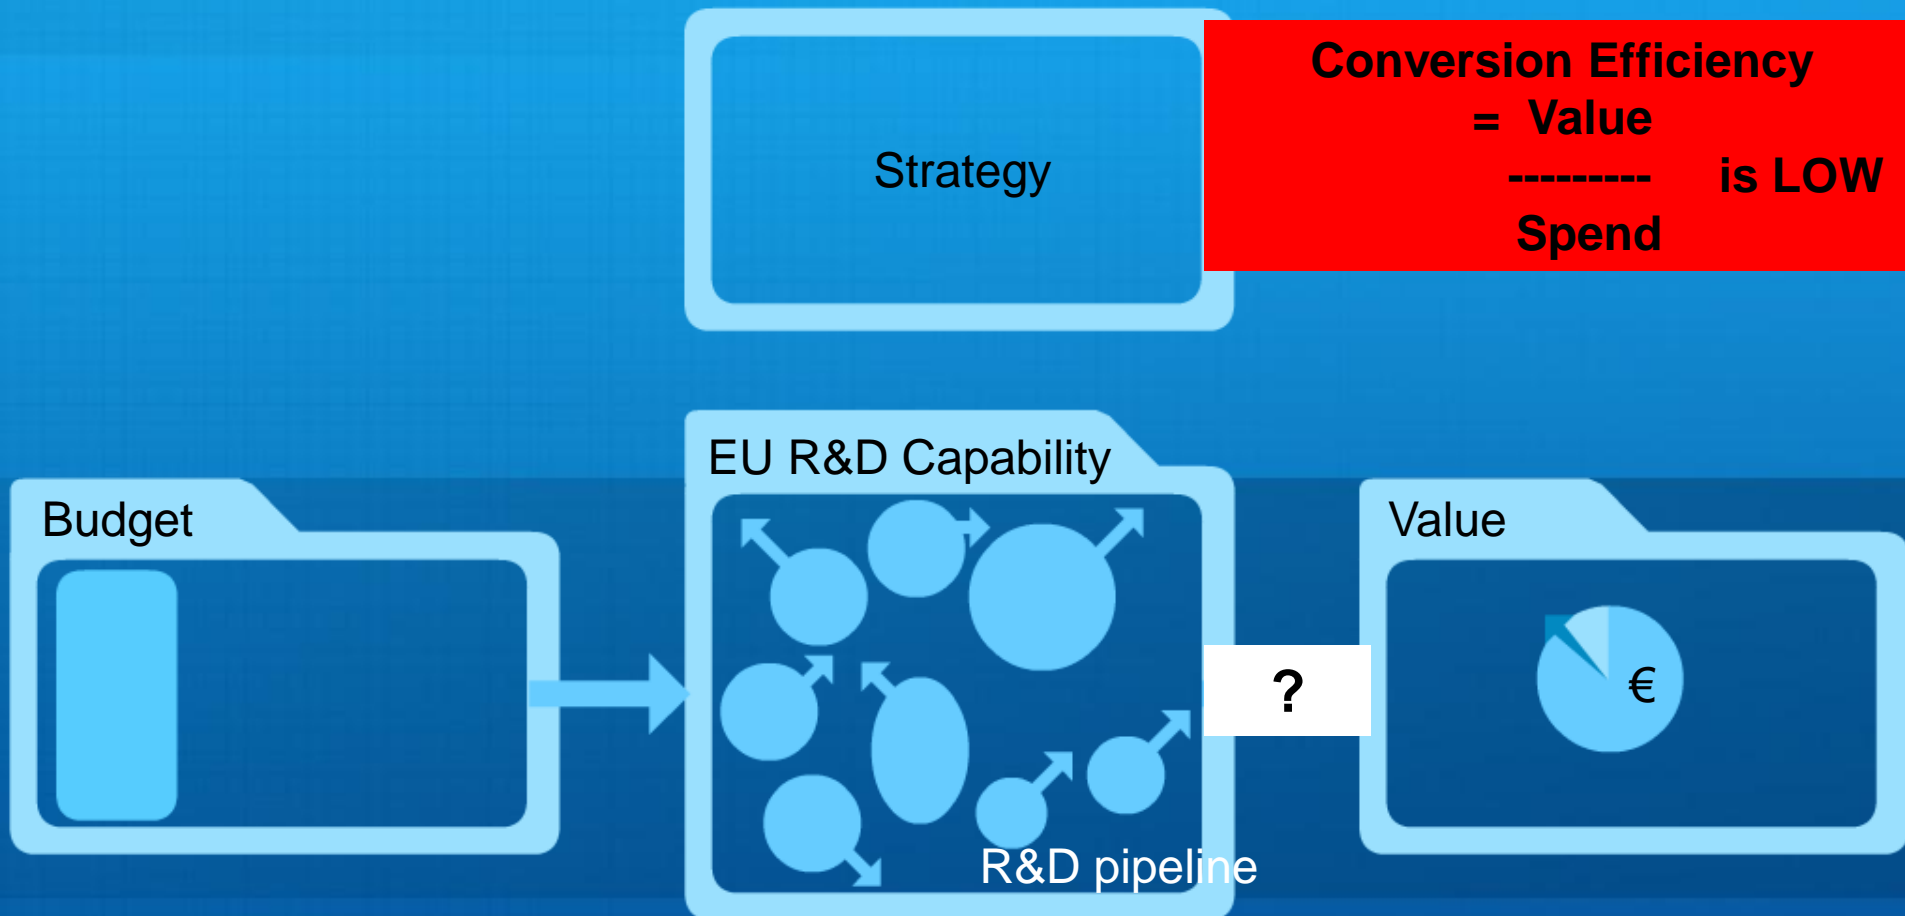 Strategy
Conversion Efficiency
= Value
--------- is LOW
Spend
EU R&D Capability
Budget
Value
?
€
R&D pipeline